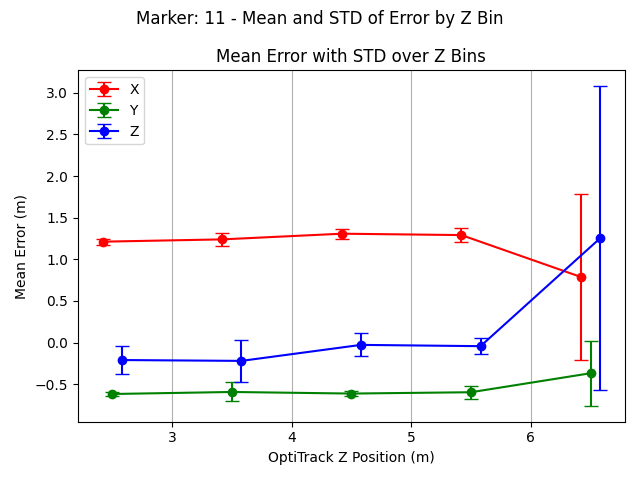 Marker: 11 - Mean and STD of Error by Z Bin
Mean Error with STD over Z Bins
X
Y
Z
3.0
2.5
2.0
1.5
1.0
0.5
0.0
−0.5
Mean Error (m)
3 4 5 6
OptiTrack Z Position (m)